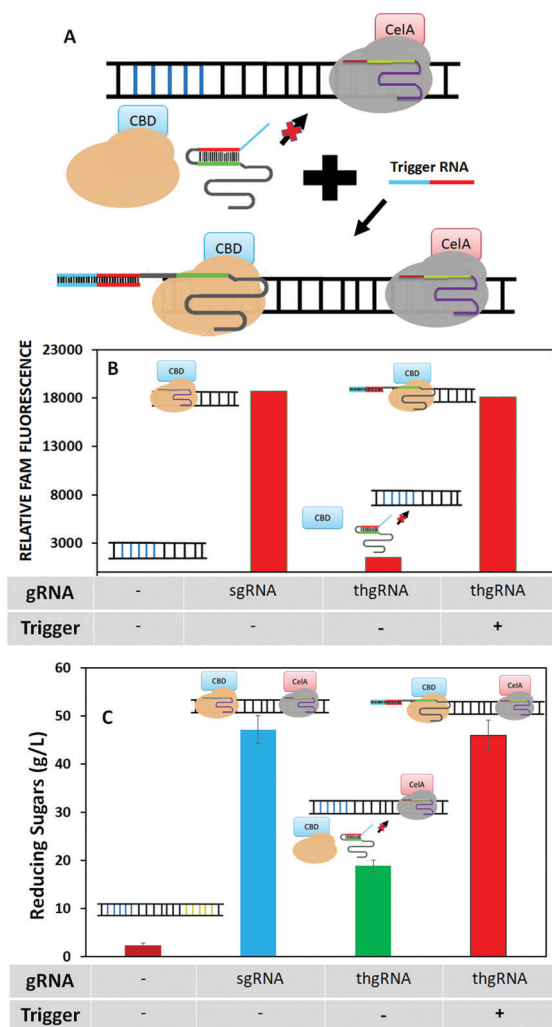 A
CelA
CBD
Trigger RNA
CBD
CelA
B
RELATIVE FAM FLUORESCENCE
23000
18000
13000
8000
3000
CBD
CBD
CBD
gRNA - sgRNA thgRNA thgRNA
Trigger - - - +
C
Reducing Sugars (g/L)
60
50
40
30
20
10
0
CBD CelA
CBD CelA
CelA
CBD
gRNA - sgRNA thgRNA thgRNA
Trigger - - - +